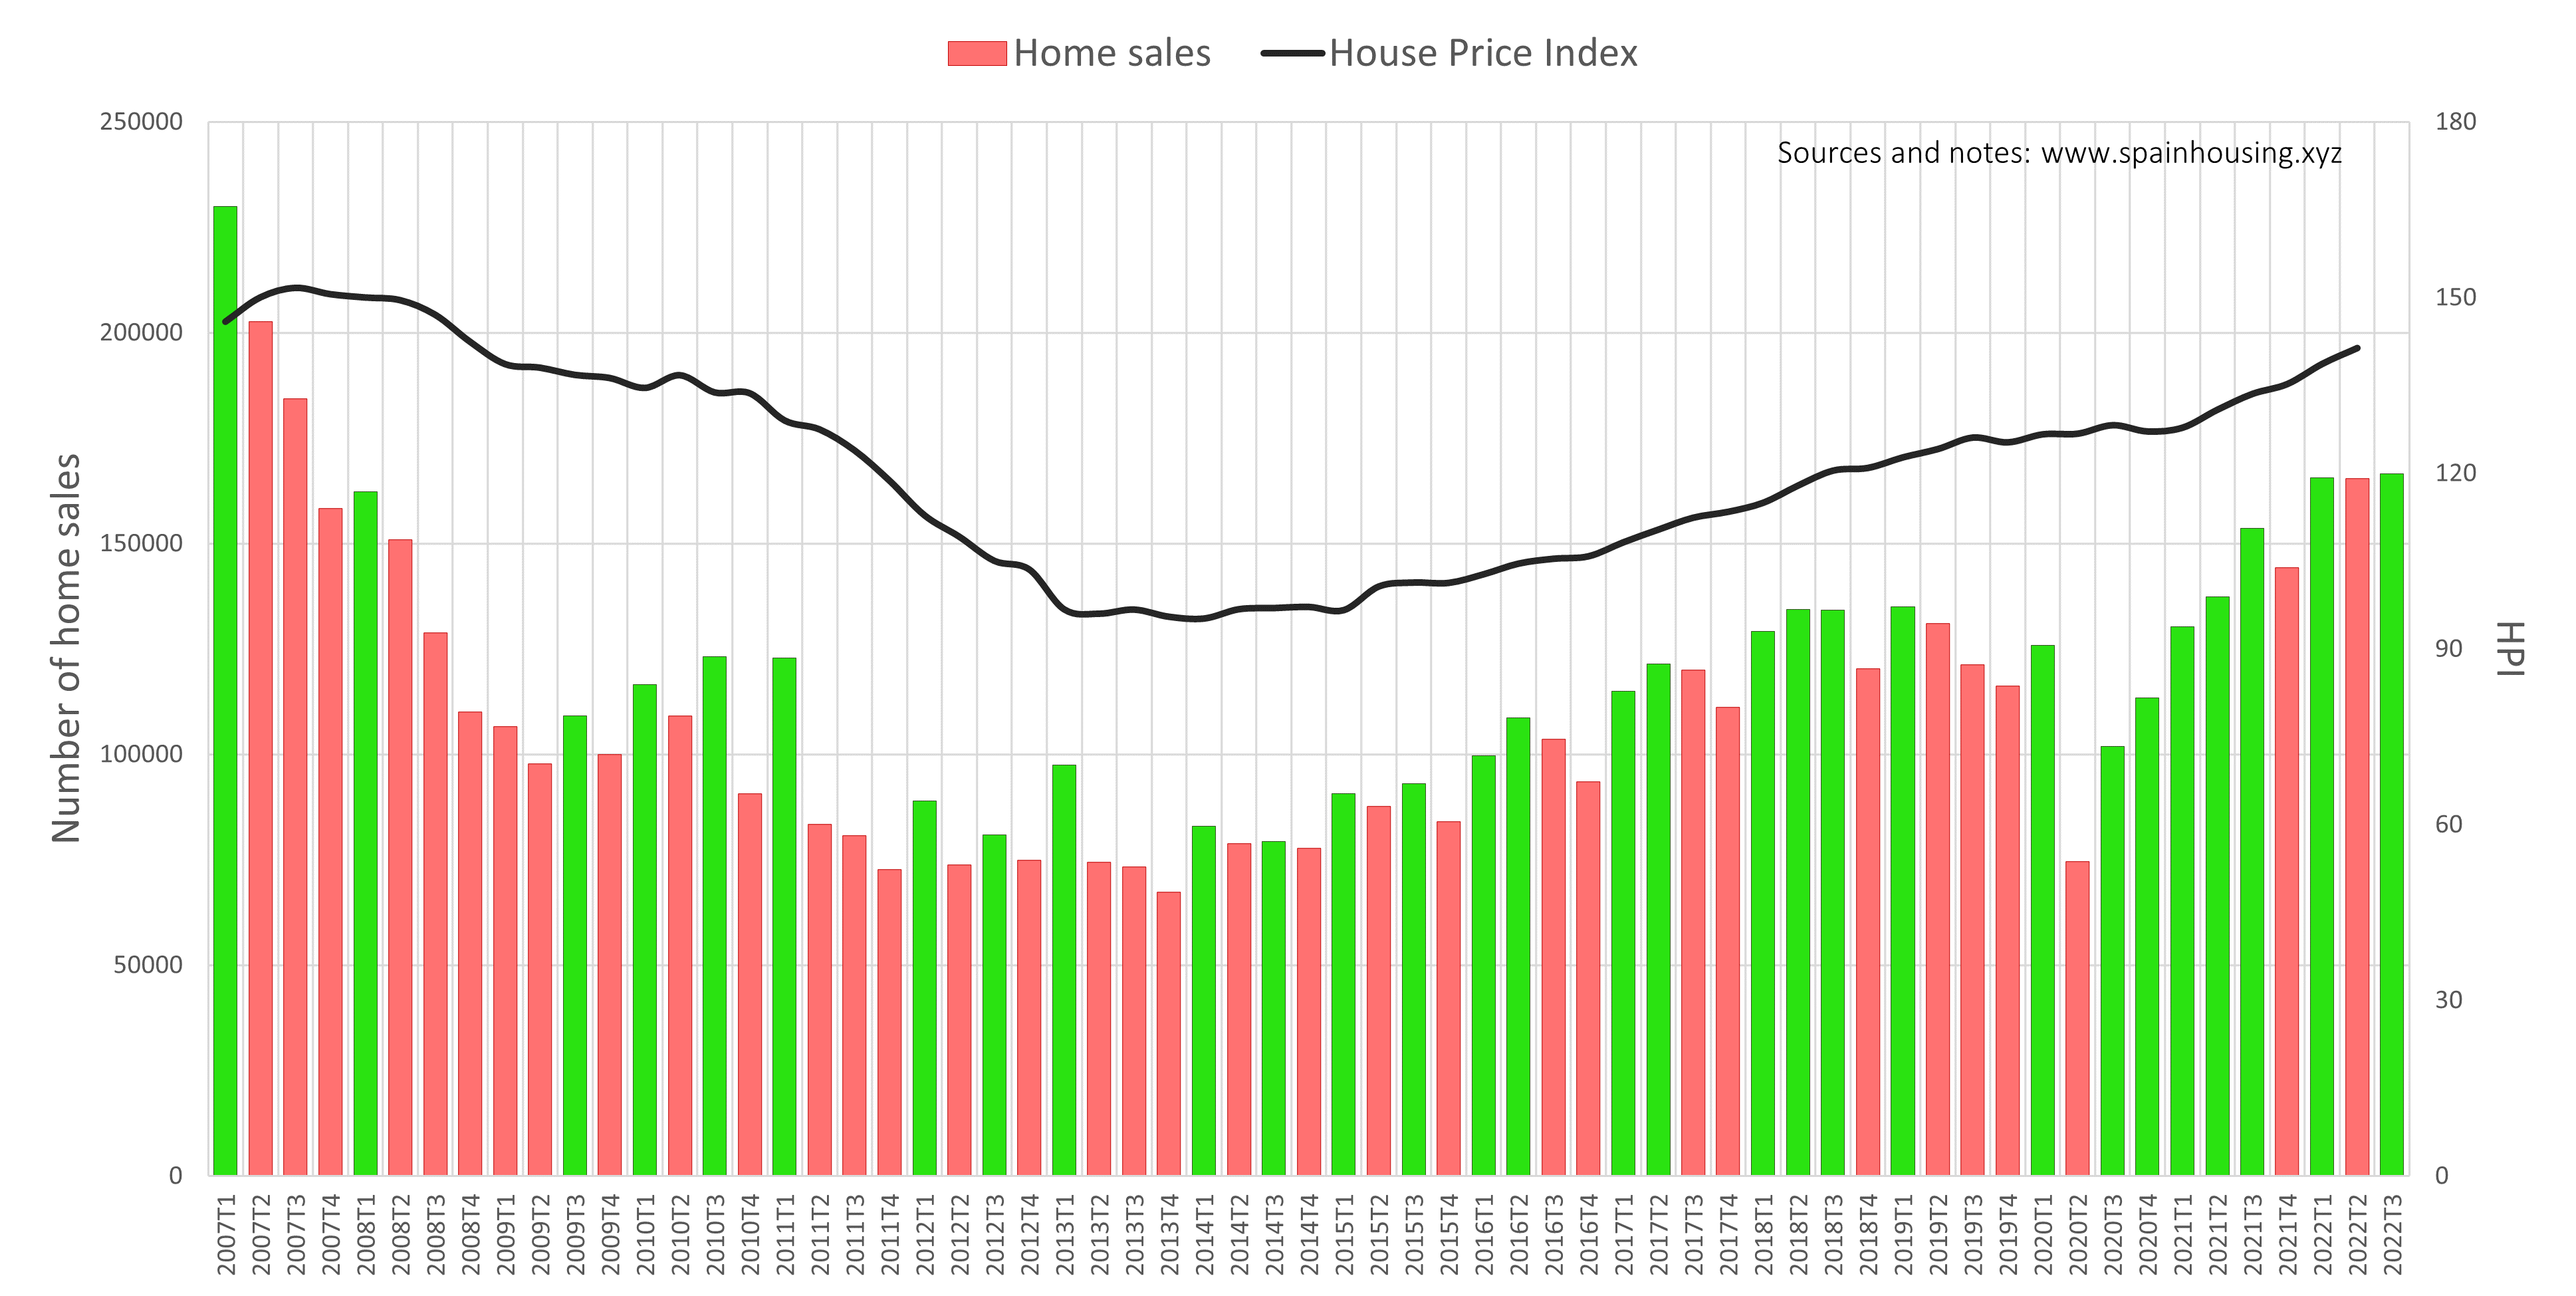 Home sales
House Price Index
Sources and notes: www.spainhousing.xyz
Number of home sales
250000
200000
150000
100000
50000
0
180
150
120
90
60
30
0
HPI
2007T1
2007T2
2007T3
2007T4
2008T1
2008T2
2008T3
2008T4
2009T1
2009T2
2009T3
2009T4
2010T1
2010T2
2010T3
2010T4
2011T1
2011T2
2011T3
2011T4
2012T1
2012T2
2012T3
2012T4
2013T1
2013T2
2013T3
2013T4
2014T1
2014T2
2014T3
2014T4
2015T1
2015T2
2015T3
2015T4
2016T1
2016T2
2016T3
2016T4
2017T1
2017T2
2017T3
2017T4
2018T1
2018T2
2018T3
2018T4
2019T1
2019T2
2019T3
2019T4
2020T1
2020T2
2020T3
2020T4
2021T1
2021T2
2021T3
2021T4
2022T1
2022T2
2022T3